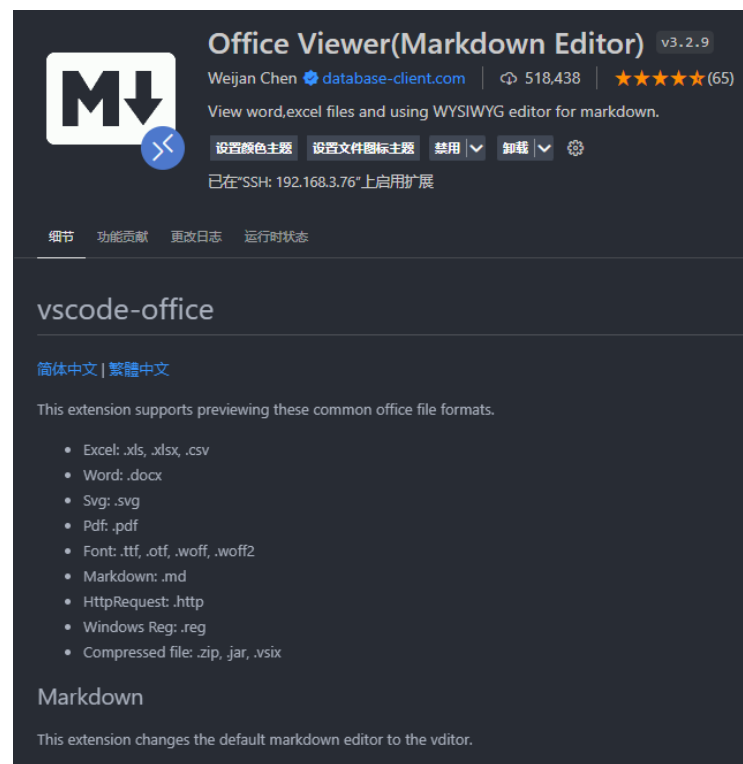 Office Viewer(Markdown Editor) v3.2.9
Weijan Chen database-client.com 518,438 (65)
View word,excel files and using WYSIWYG editor for markdown.
设置颜色主题 设置文件图标主题 禁用 卸载
已在"SSH: 192.168.3.76"上启用扩展
细节 功能贡献 更改日志 运行时状态
vscode-office
简体中文 | 繁體中文
This extension supports previewing these common office file formats.
• Excel: .xls, .xlsx, .csv
• Word: .docx
• Svg: .svg
• Pdf: .pdf
• Font: .ttf, .otf, .woff, .woff2
• Markdown: .md
• HttpRequest: .http
• Windows Reg: .reg
• Compressed file: .zip, .jar, .vsix
Markdown
This extension changes the default markdown editor to the vditor.